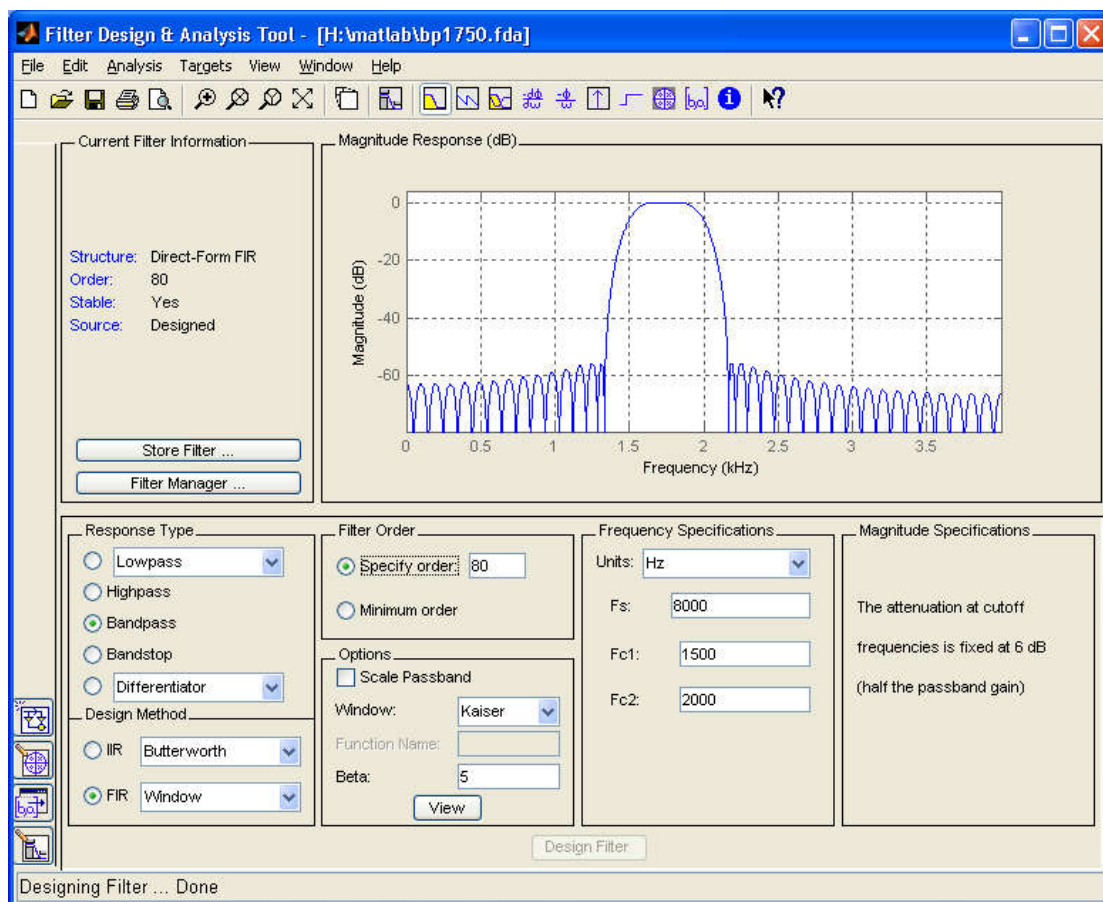 Filter Design & Analysis Tool - [H:\matlab\bp1750.fda]
File Edit Analysis Targets View Window Help
Current Filter Information
Structure: Direct-Form FIR
Order: 80
Stable: Yes
Source: Designed
Store Filter ...
Filter Manager ...
Magnitude Response (dB)
Magnitude (dB)
0
-20
-40
-60
0 0.5 1 1.5 2 2.5 3 3.5
Frequency (kHz)
Response Type
Lowpass
Highpass
Bandpass
Bandstop
Differentiator
Design Method
IIR Butterworth
FIR Window
Filter Order
Specify order: 80
Minimum order
Options
Scale Passband
Window: Kaiser
Function Name:
Beta: 5
View
Frequency Specifications
Units: Hz
Fs: 8000
Fc1: 1500
Fc2: 2000
Magnitude Specifications
The attenuation at cutoff
frequencies is fixed at 6 dB
(half the passband gain)
Design Filter
Designing Filter ... Done